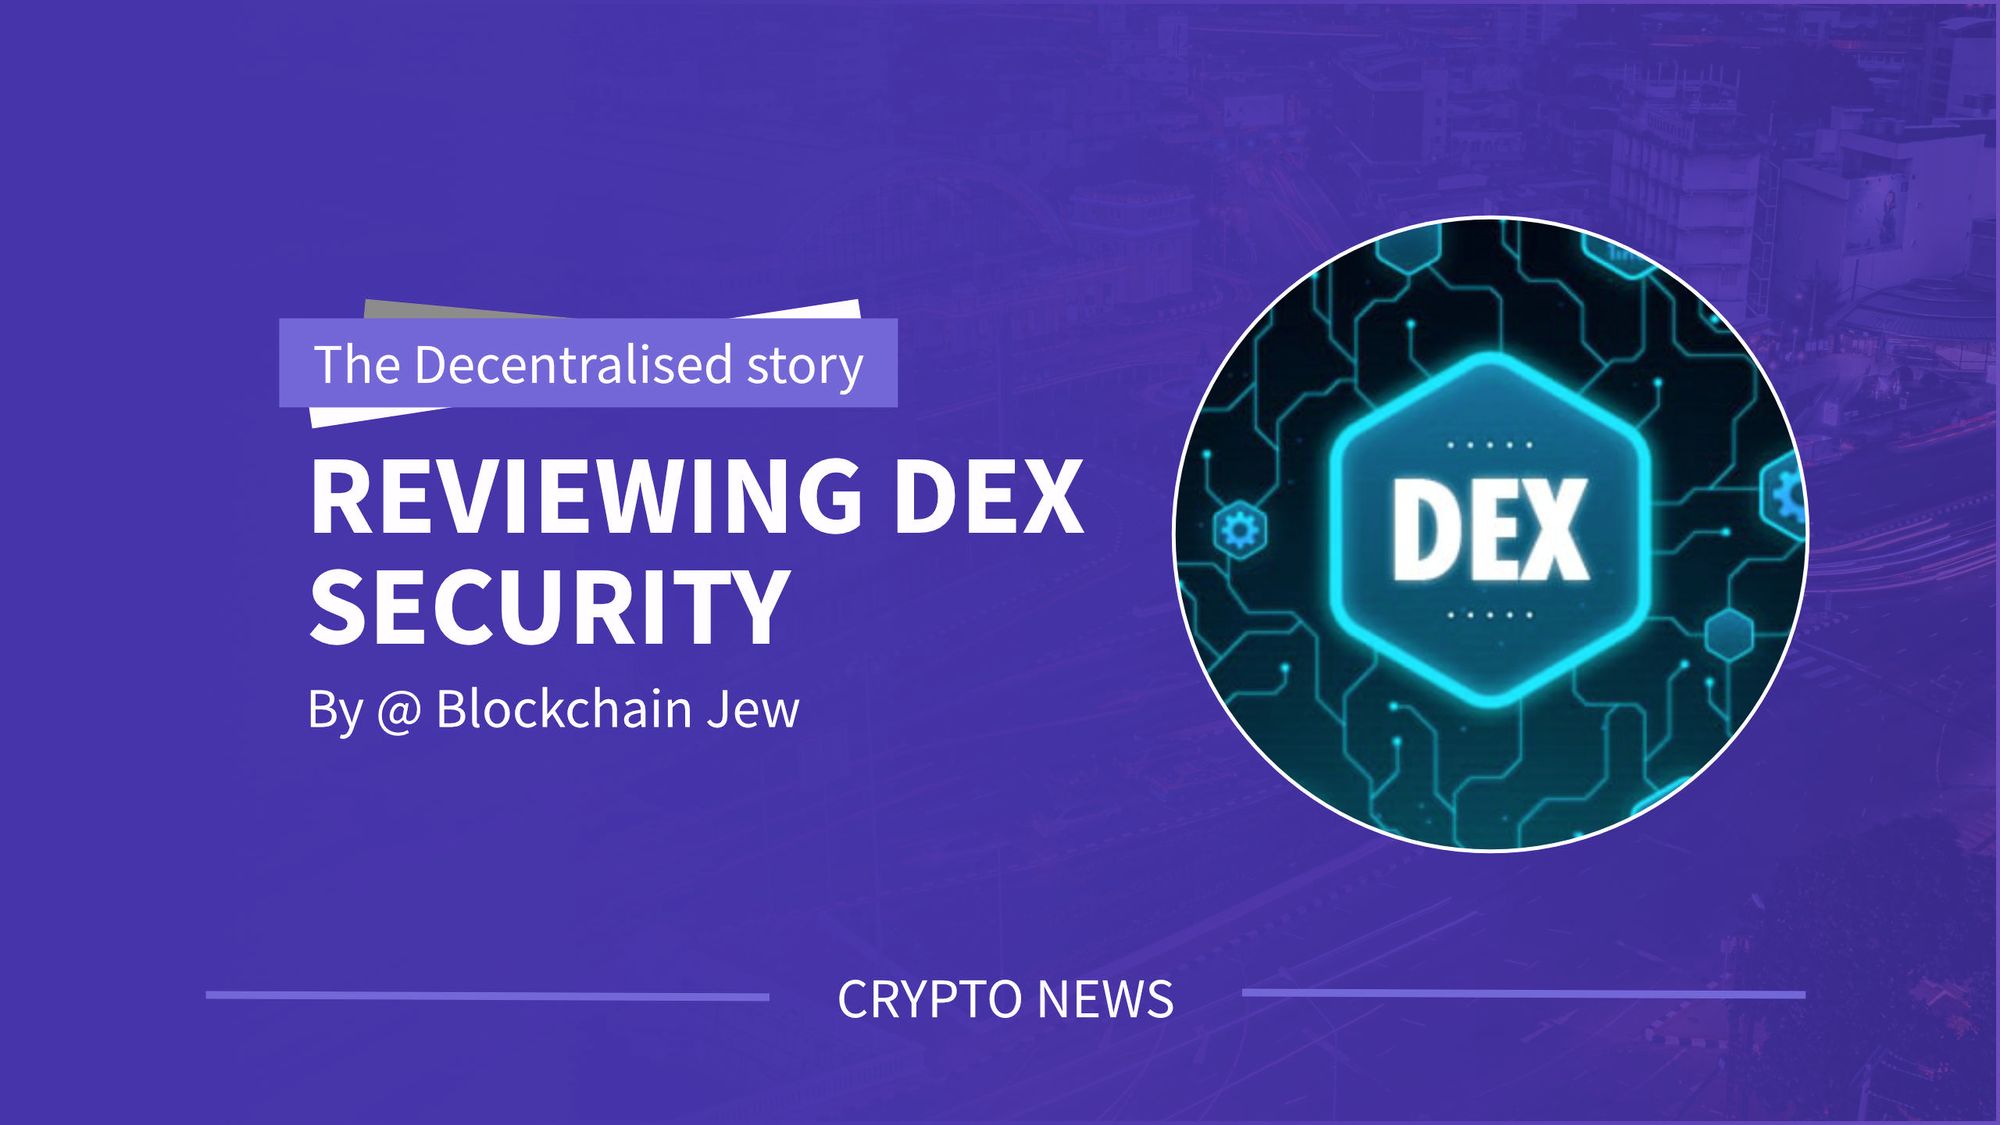 The Decentralised story
REVIEWING DEX
SECURITY
By @ Blockchain Jew
DEX
CRYPTO NEWS